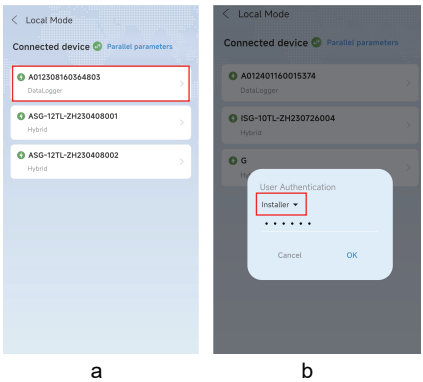 Local Mode
Connected device Parallel parameters
A012308160364803
DataLogger
ASG-12TL-ZH230408001
Hybrid
ASG-12TL-ZH230408002
Hybrid
a
Local Mode
Connected device Parallel parameters
A012401160015374
DataLogger
ISG-10TL-ZH230726004
Hybrid
G
User Authentication
Installer
••••••
Cancel OK
b